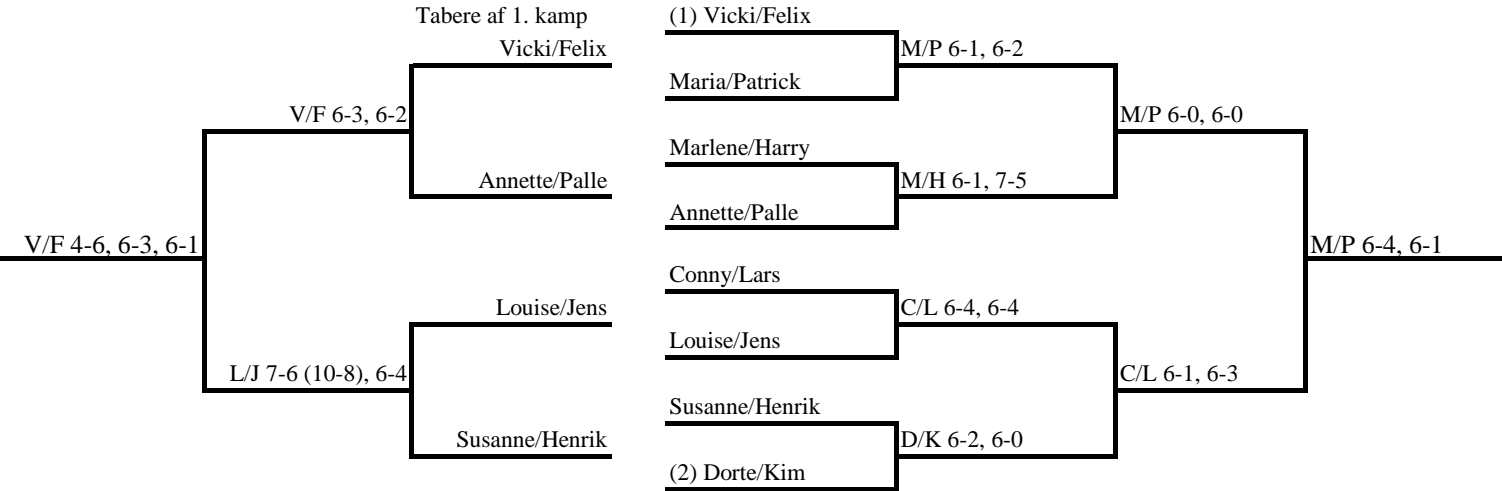 Tabere af 1. kamp
(1) Vicki/Felix
Vicki/Felix
M/P 6-1, 6-2
Maria/Patrick
V/F 6-3, 6-2
M/P 6-0, 6-0
Marlene/Harry
Annette/Palle
M/H 6-1, 7-5
Annette/Palle
V/F 4-6, 6-3, 6-1
M/P 6-4, 6-1
Conny/Lars
Louise/Jens
C/L 6-4, 6-4
Louise/Jens
L/J 7-6 (10-8), 6-4
C/L 6-1, 6-3
Susanne/Henrik
Susanne/Henrik
D/K 6-2, 6-0
(2) Dorte/Kim